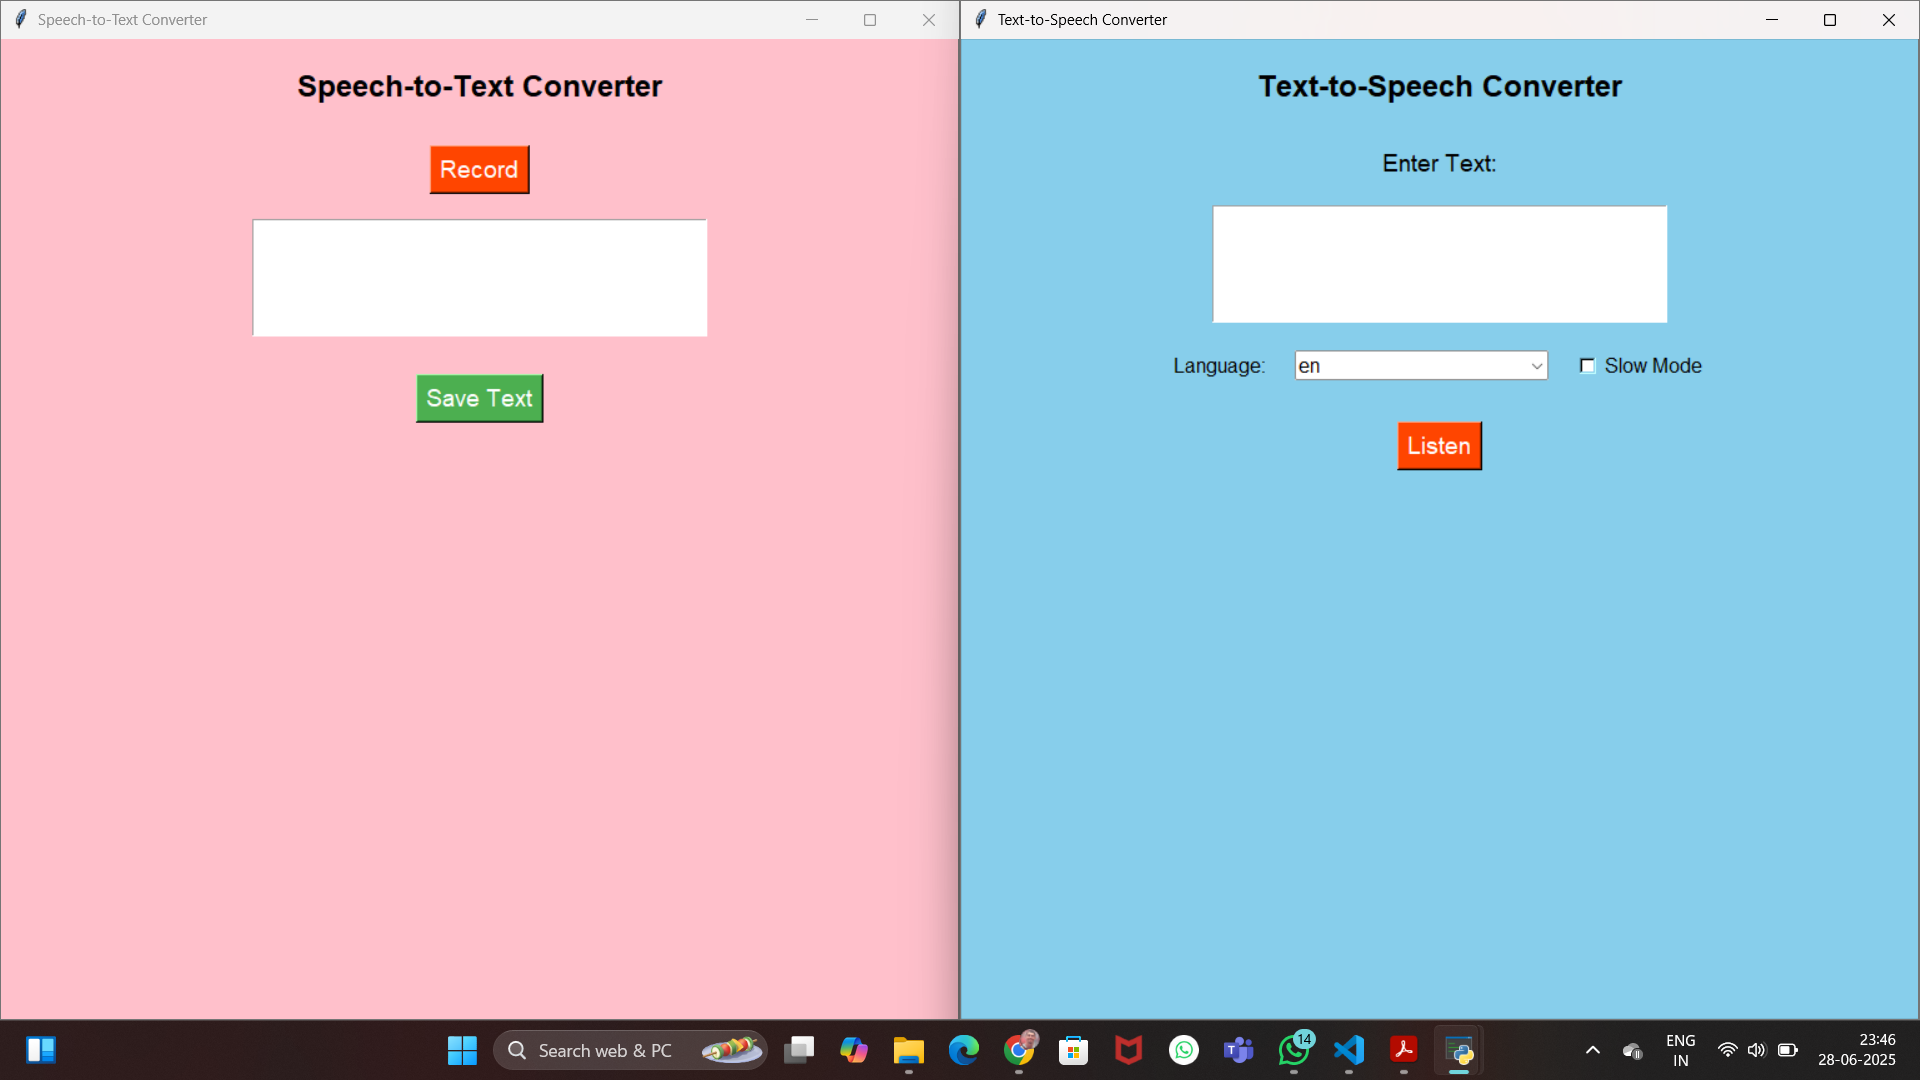 Speech-to-Text Converter
Speech-to-Text Converter
Record
Save Text
Text-to-Speech Converter
Text-to-Speech Converter
Enter Text:
Language:
en
Slow Mode
Listen
Search web & PC
14
ENG
IN
23:46
28-06-2025